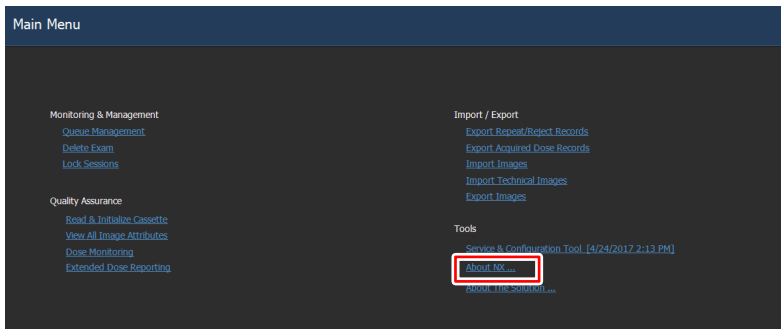 Main Menu
Monitoring & Management
Queue Management
Delete Exam
Lock Sessions
Quality Assurance
Read & Initialize Cassette
View All Image Attributes
Dose Monitoring
Extended Dose Reporting
Import / Export
Export Repeat/Reject Records
Export Acquired Dose Records
Import Images
Import Technical Images
Export Images
Tools
Service & Configuration Tool [4/24/2017 2:13 PM]
About NX ...
About The Solution ...